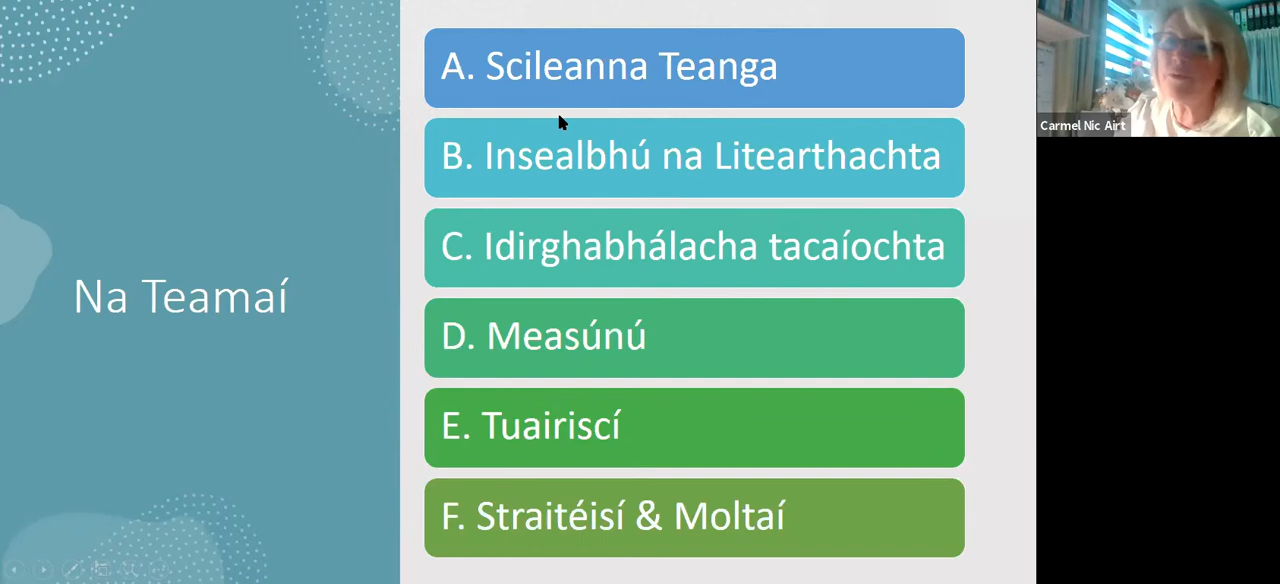 Na Teamaí
A. Scileanna Teanga
B. Insealbhú na Litearthachta
C. Idirghabhálacha tacaíochta
D. Measúnú
E. Tuairiscí
F. Straitéisí & Moltaí
Carmel Nic Airt